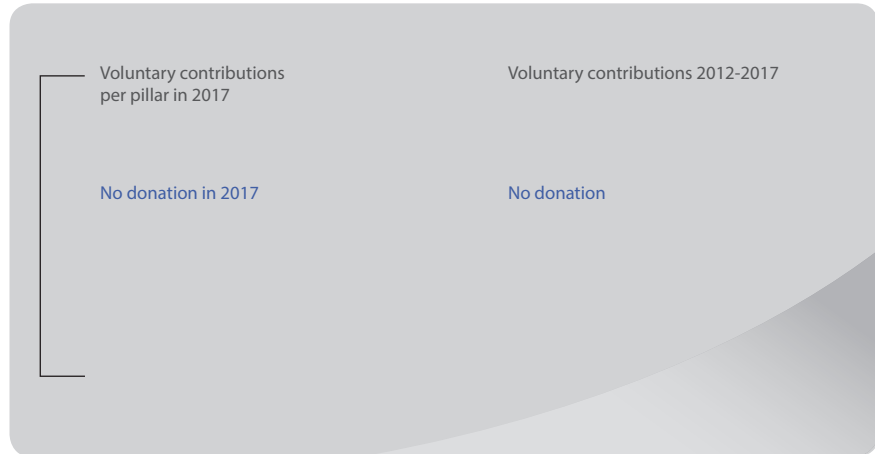 Voluntary contributions
per pillar in 2017
No donation in 2017
Voluntary contributions 2012-2017
No donation